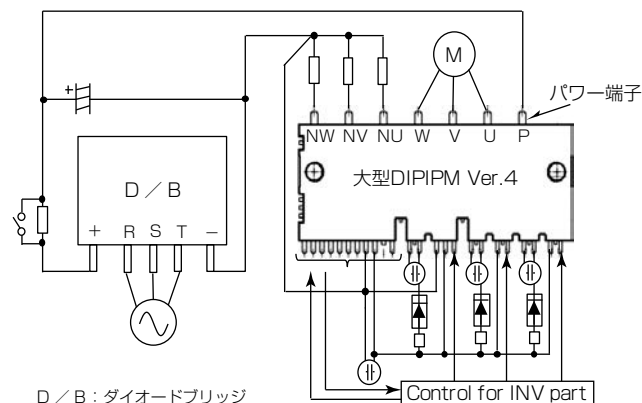 M
パワー端子
+
NW NV NU W V U P
大型DIPIPM Ver.4
D／B
+ R S T −
D／B：ダイオードブリッジ
Control for INV part